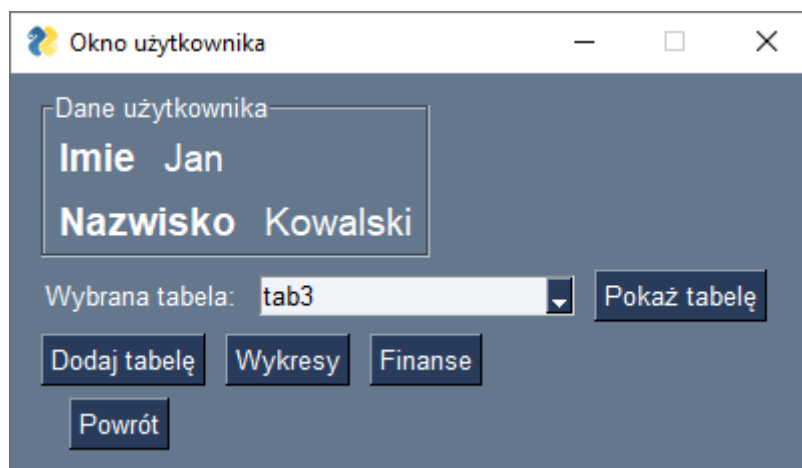 Okno użytkownika
Dane użytkownika
Imie Jan
Nazwisko Kowalski
Wybrana tabela: tab3 Pokaż tabelę
Dodaj tabelę Wykresy Finanse
Powrót